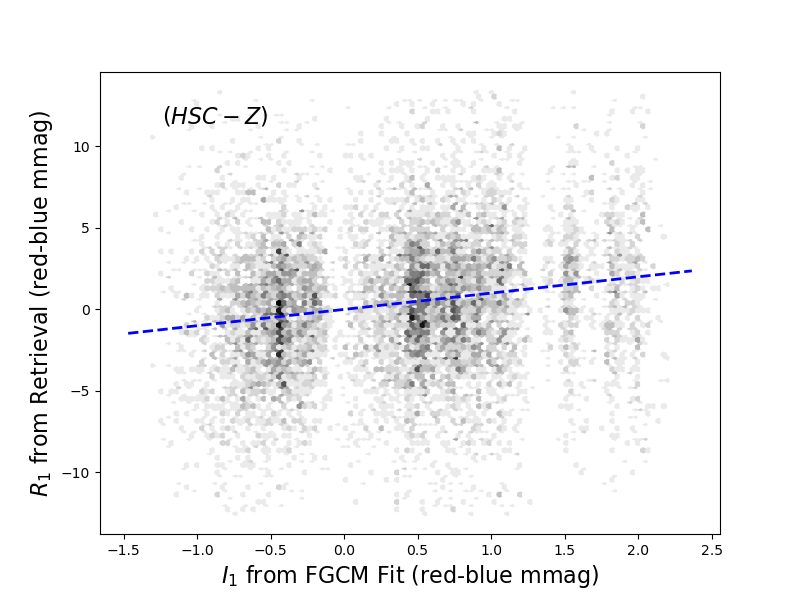 (HSC − Z)
R₁ from Retrieval (red-blue mmag)
10
5
0
−5
−10
−1.5 −1.0 −0.5 0.0 0.5 1.0 1.5 2.0 2.5
I₁ from FGCM Fit (red-blue mmag)